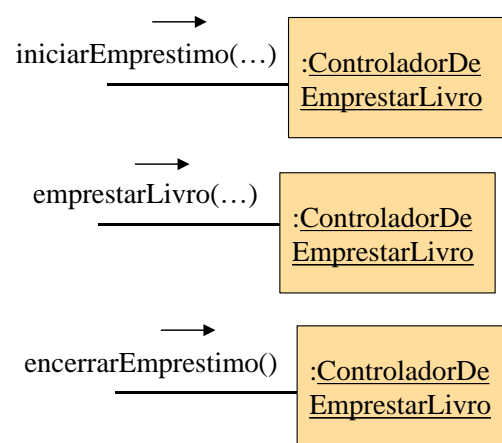 iniciarEmprestimo(…)
:ControladorDe
EmprestarLivro
emprestarLivro(…)
:ControladorDe
EmprestarLivro
encerrarEmprestimo()
:ControladorDe
EmprestarLivro